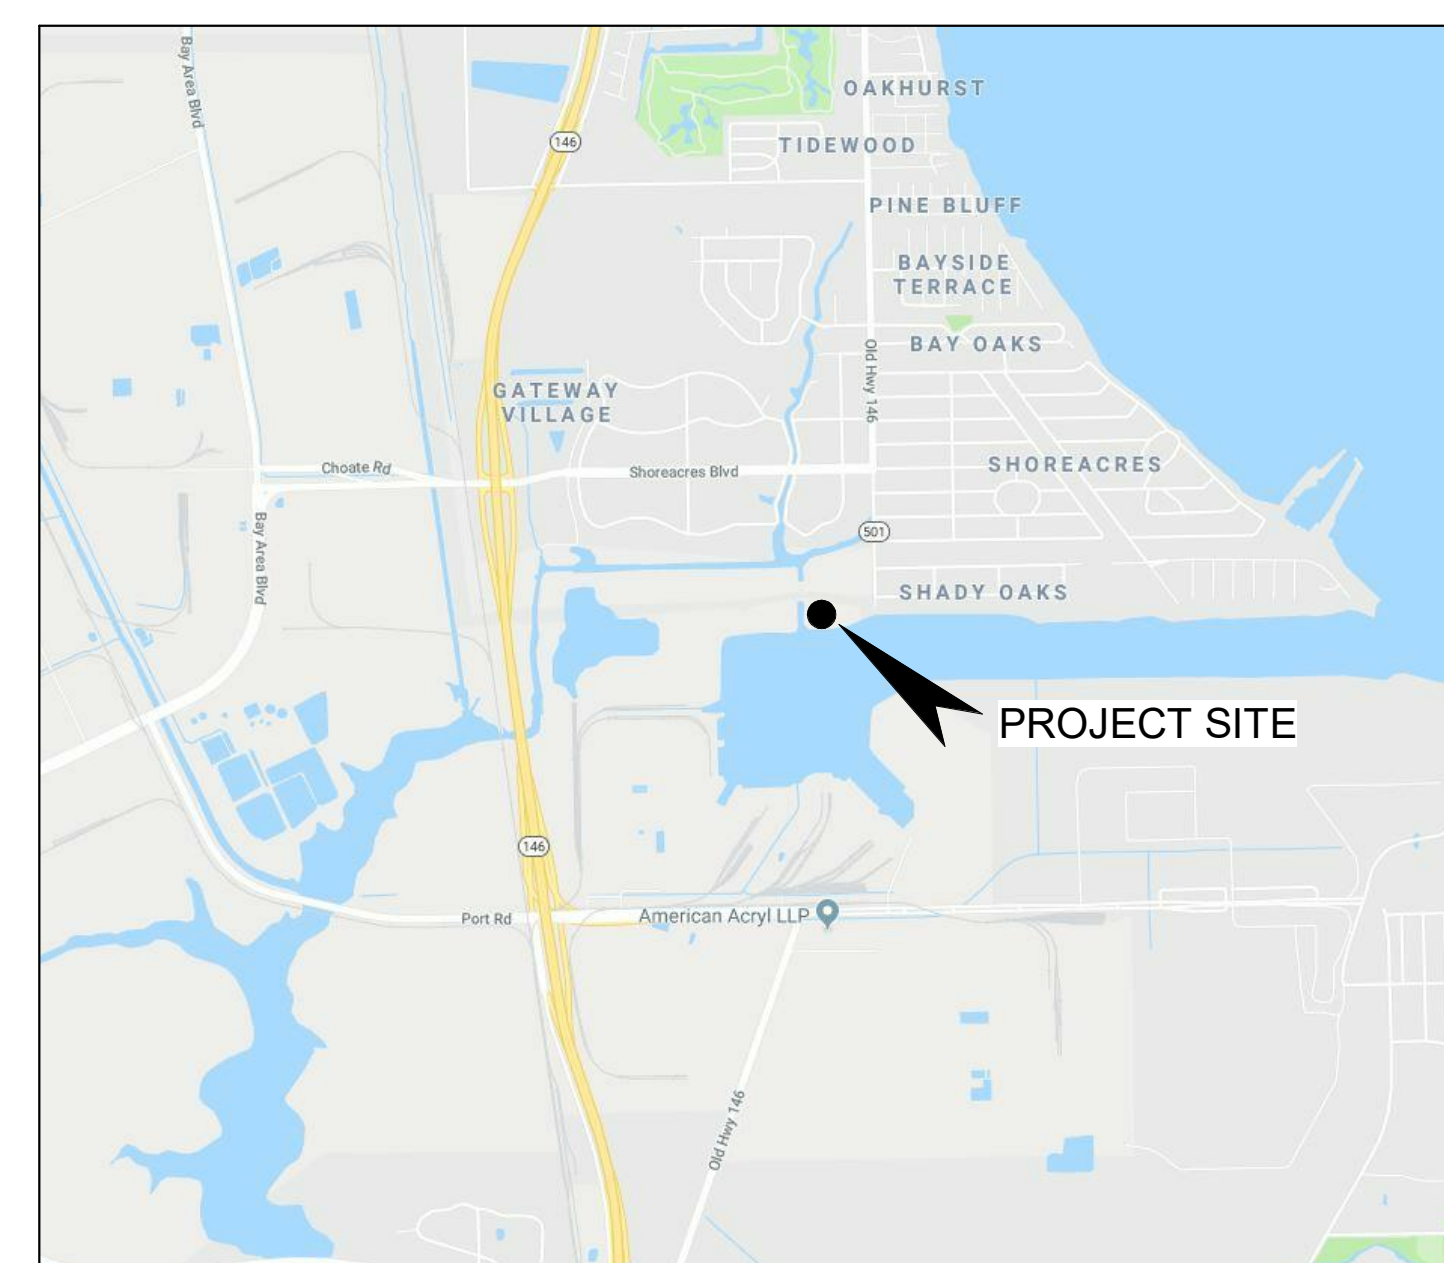 Bay Area Blvd
OAKHURST
146
TIDEWOOD
PINE BLUFF
BAYSIDE
TERRACE
BAY OAKS
Old Hwy 146
GATEWAY
VILLAGE
Choate Rd
Shoreacres Blvd
SHOREACRES
Bay Area Blvd
501
SHADY OAKS
PROJECT SITE
146
Port Rd
American Acryl LLP
Old Hwy 146